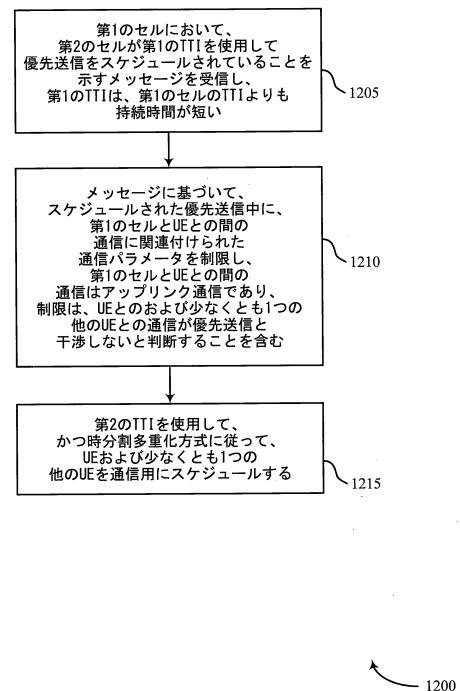 第1のセルにおいて、
第2のセルが第1のTTIを使用して
優先送信をスケジュールされていることを
示すメッセージを受信し、
第1のTTIは、第1のセルのTTIよりも
持続時間が短い
1205
メッセージに基づいて、
スケジュールされた優先送信中に、
第1のセルとUEとの間の
通信に関連付けられた
通信パラメータを制限し、
第1のセルとUEとの間の
通信はアップリンク通信であり、
制限は、UEとのおよび少なくとも1つの
他のUEとの通信が優先送信と
干渉しないと判断することを含む
1210
第2のTTIを使用して、
かつ時分割多重化方式に従って、
UEおよび少なくとも1つの
他のUEを通信用にスケジュールする
1215
1200